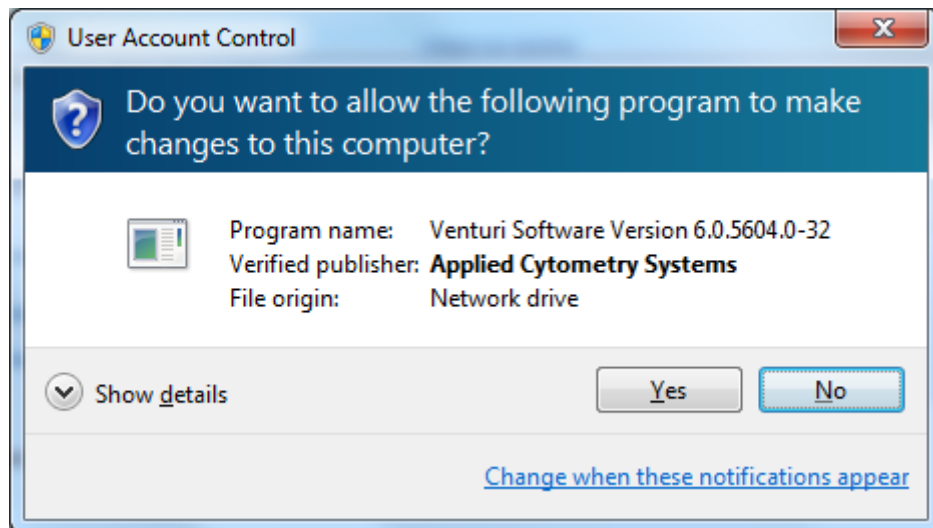 User Account Control
Do you want to allow the following program to make
changes to this computer?
Program name: Venturi Software Version 6.0.5604.0-32
Verified publisher: Applied Cytometry Systems
File origin: Network drive
Show details
Yes
No
Change when these notifications appear